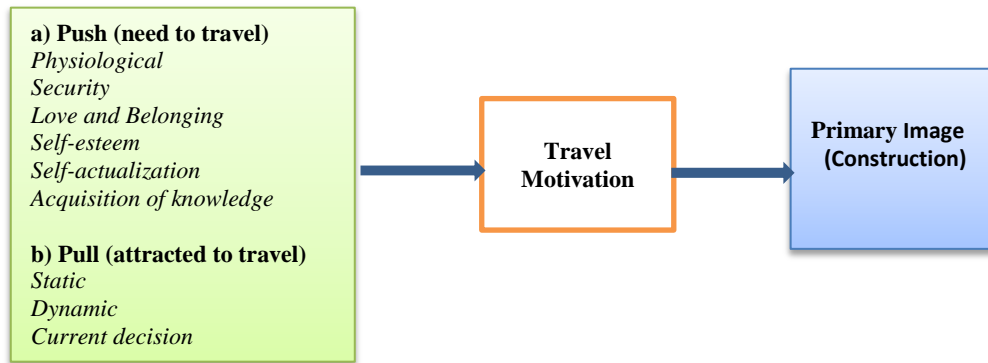 a) Push (need to travel)
Physiological
Security
Love and Belonging
Self-esteem
Self-actualization
Acquisition of knowledge
b) Pull (attracted to travel)
Static
Dynamic
Current decision
Travel
Motivation
Primary Image
(Construction)